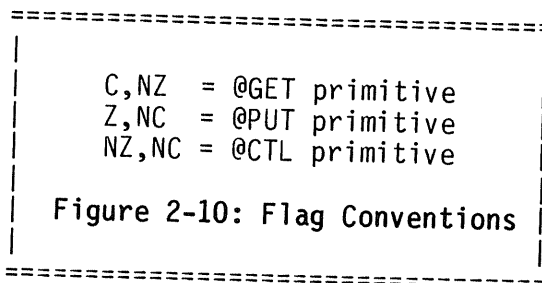 C,NZ = @GET primitive
Z,NC = @PUT primitive
NZ,NC = @CTL primitive
Figure 2-10: Flag Conventions